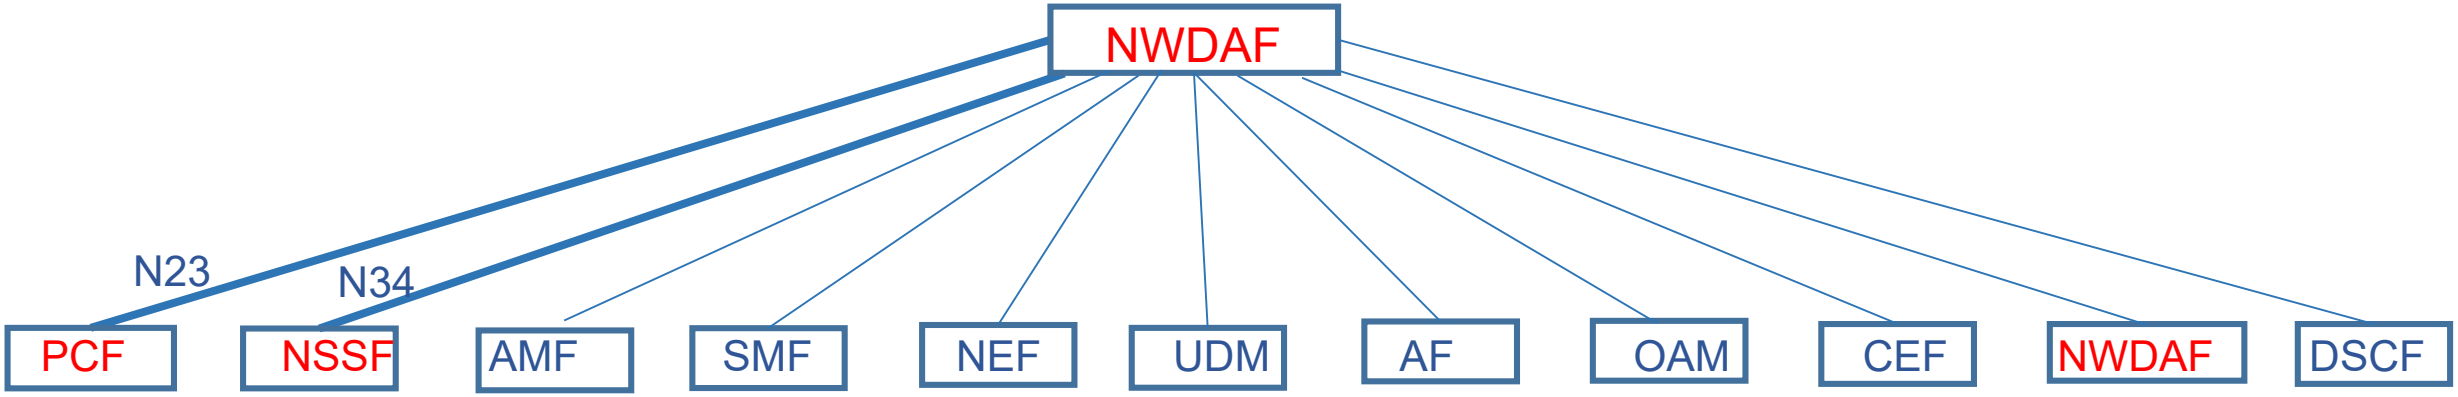 NWDAF
N23
N34
PCF
NSSF
AMF
SMF
NEF
UDM
AF
OAM
CEF
NWDAF
DSCF